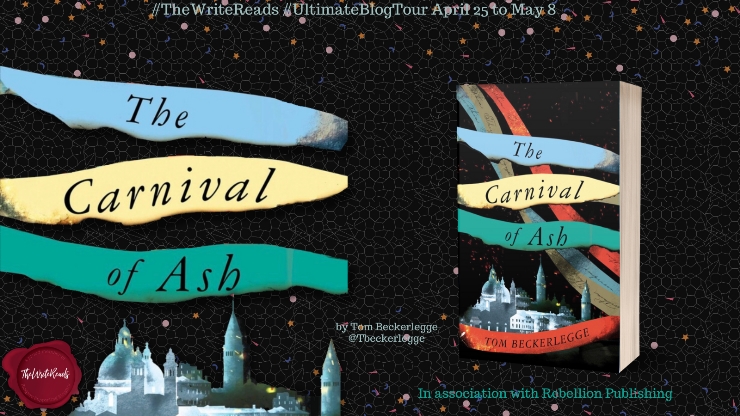 #TheWriteReads #UltimateBlogTour April 25 to May 8
The
Carnival
of Ash
The
Carnival
of Ash
TOM BECKERLEGGE
by Tom Beckerlegge
@Tbeckerlegge
TheWriteReads
In association with Robellion Publishing